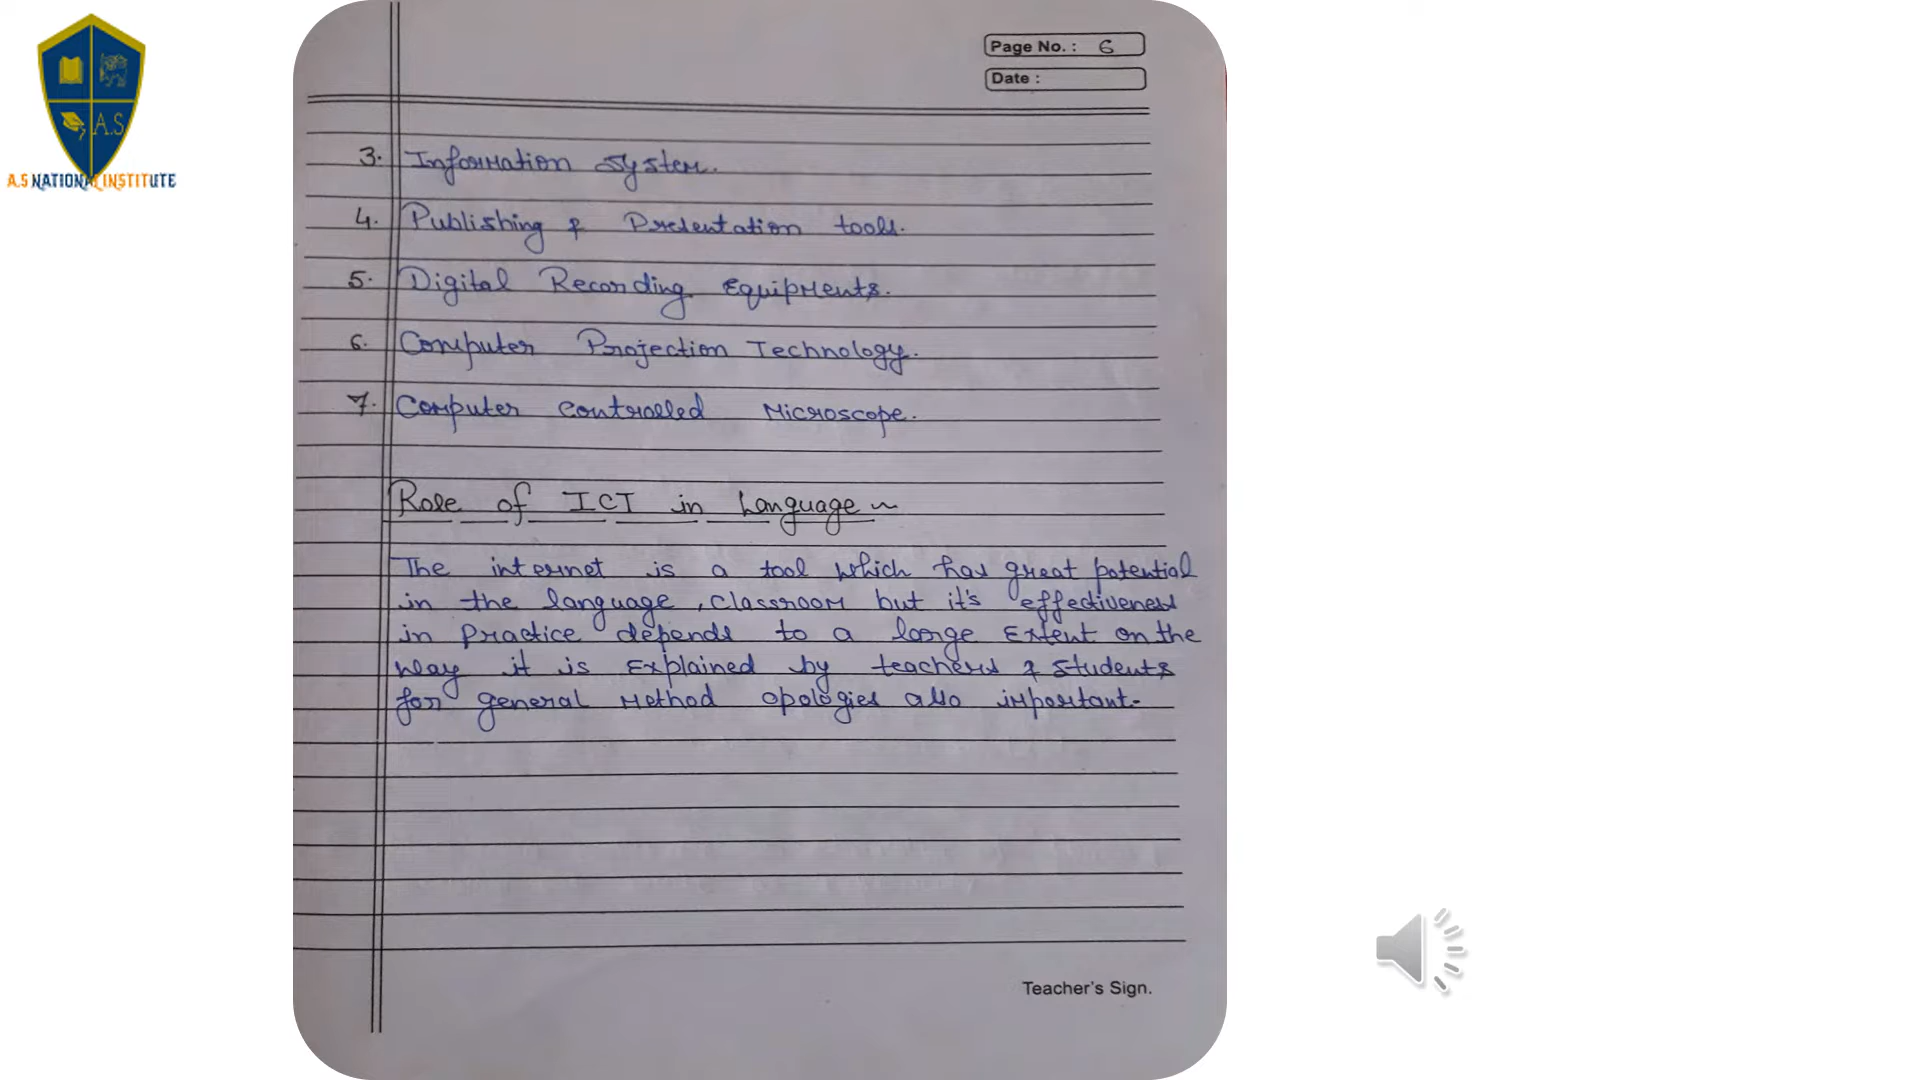 A.S
A.S NATIONAL INSTITUTE
Page No. : 6
Date :
3. Information System.
4. Publishing & Presentation tools.
5. Digital Recording Equipments.
6. Computer Projection Technology.
7. Computer controlled Microscope.
Role of ICT in Language ~
The internet is a tool which has great potential
in the language, classroom but it's effectiveness
in practice depends to a large extent on the
way it is explained by teachers & students
for general method opologies also important.
Teacher's Sign.